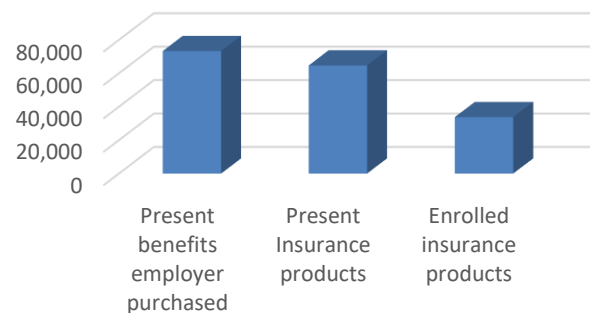 80,000
60,000
40,000
20,000
0
Present
benefits
employer
purchased
Present
Insurance
products
Enrolled
insurance
products